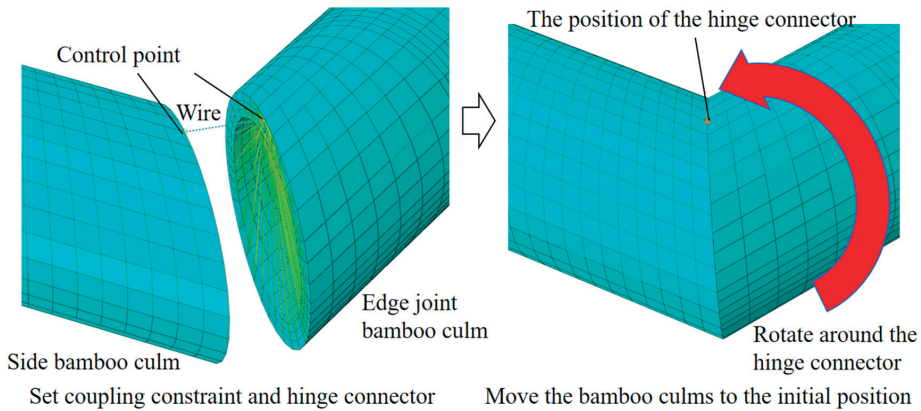 Control point
Wire
Edge joint
bamboo culm
Side bamboo culm
Set coupling constraint and hinge connector
The position of the hinge connector
Rotate around the
hinge connector
Move the bamboo culms to the initial position